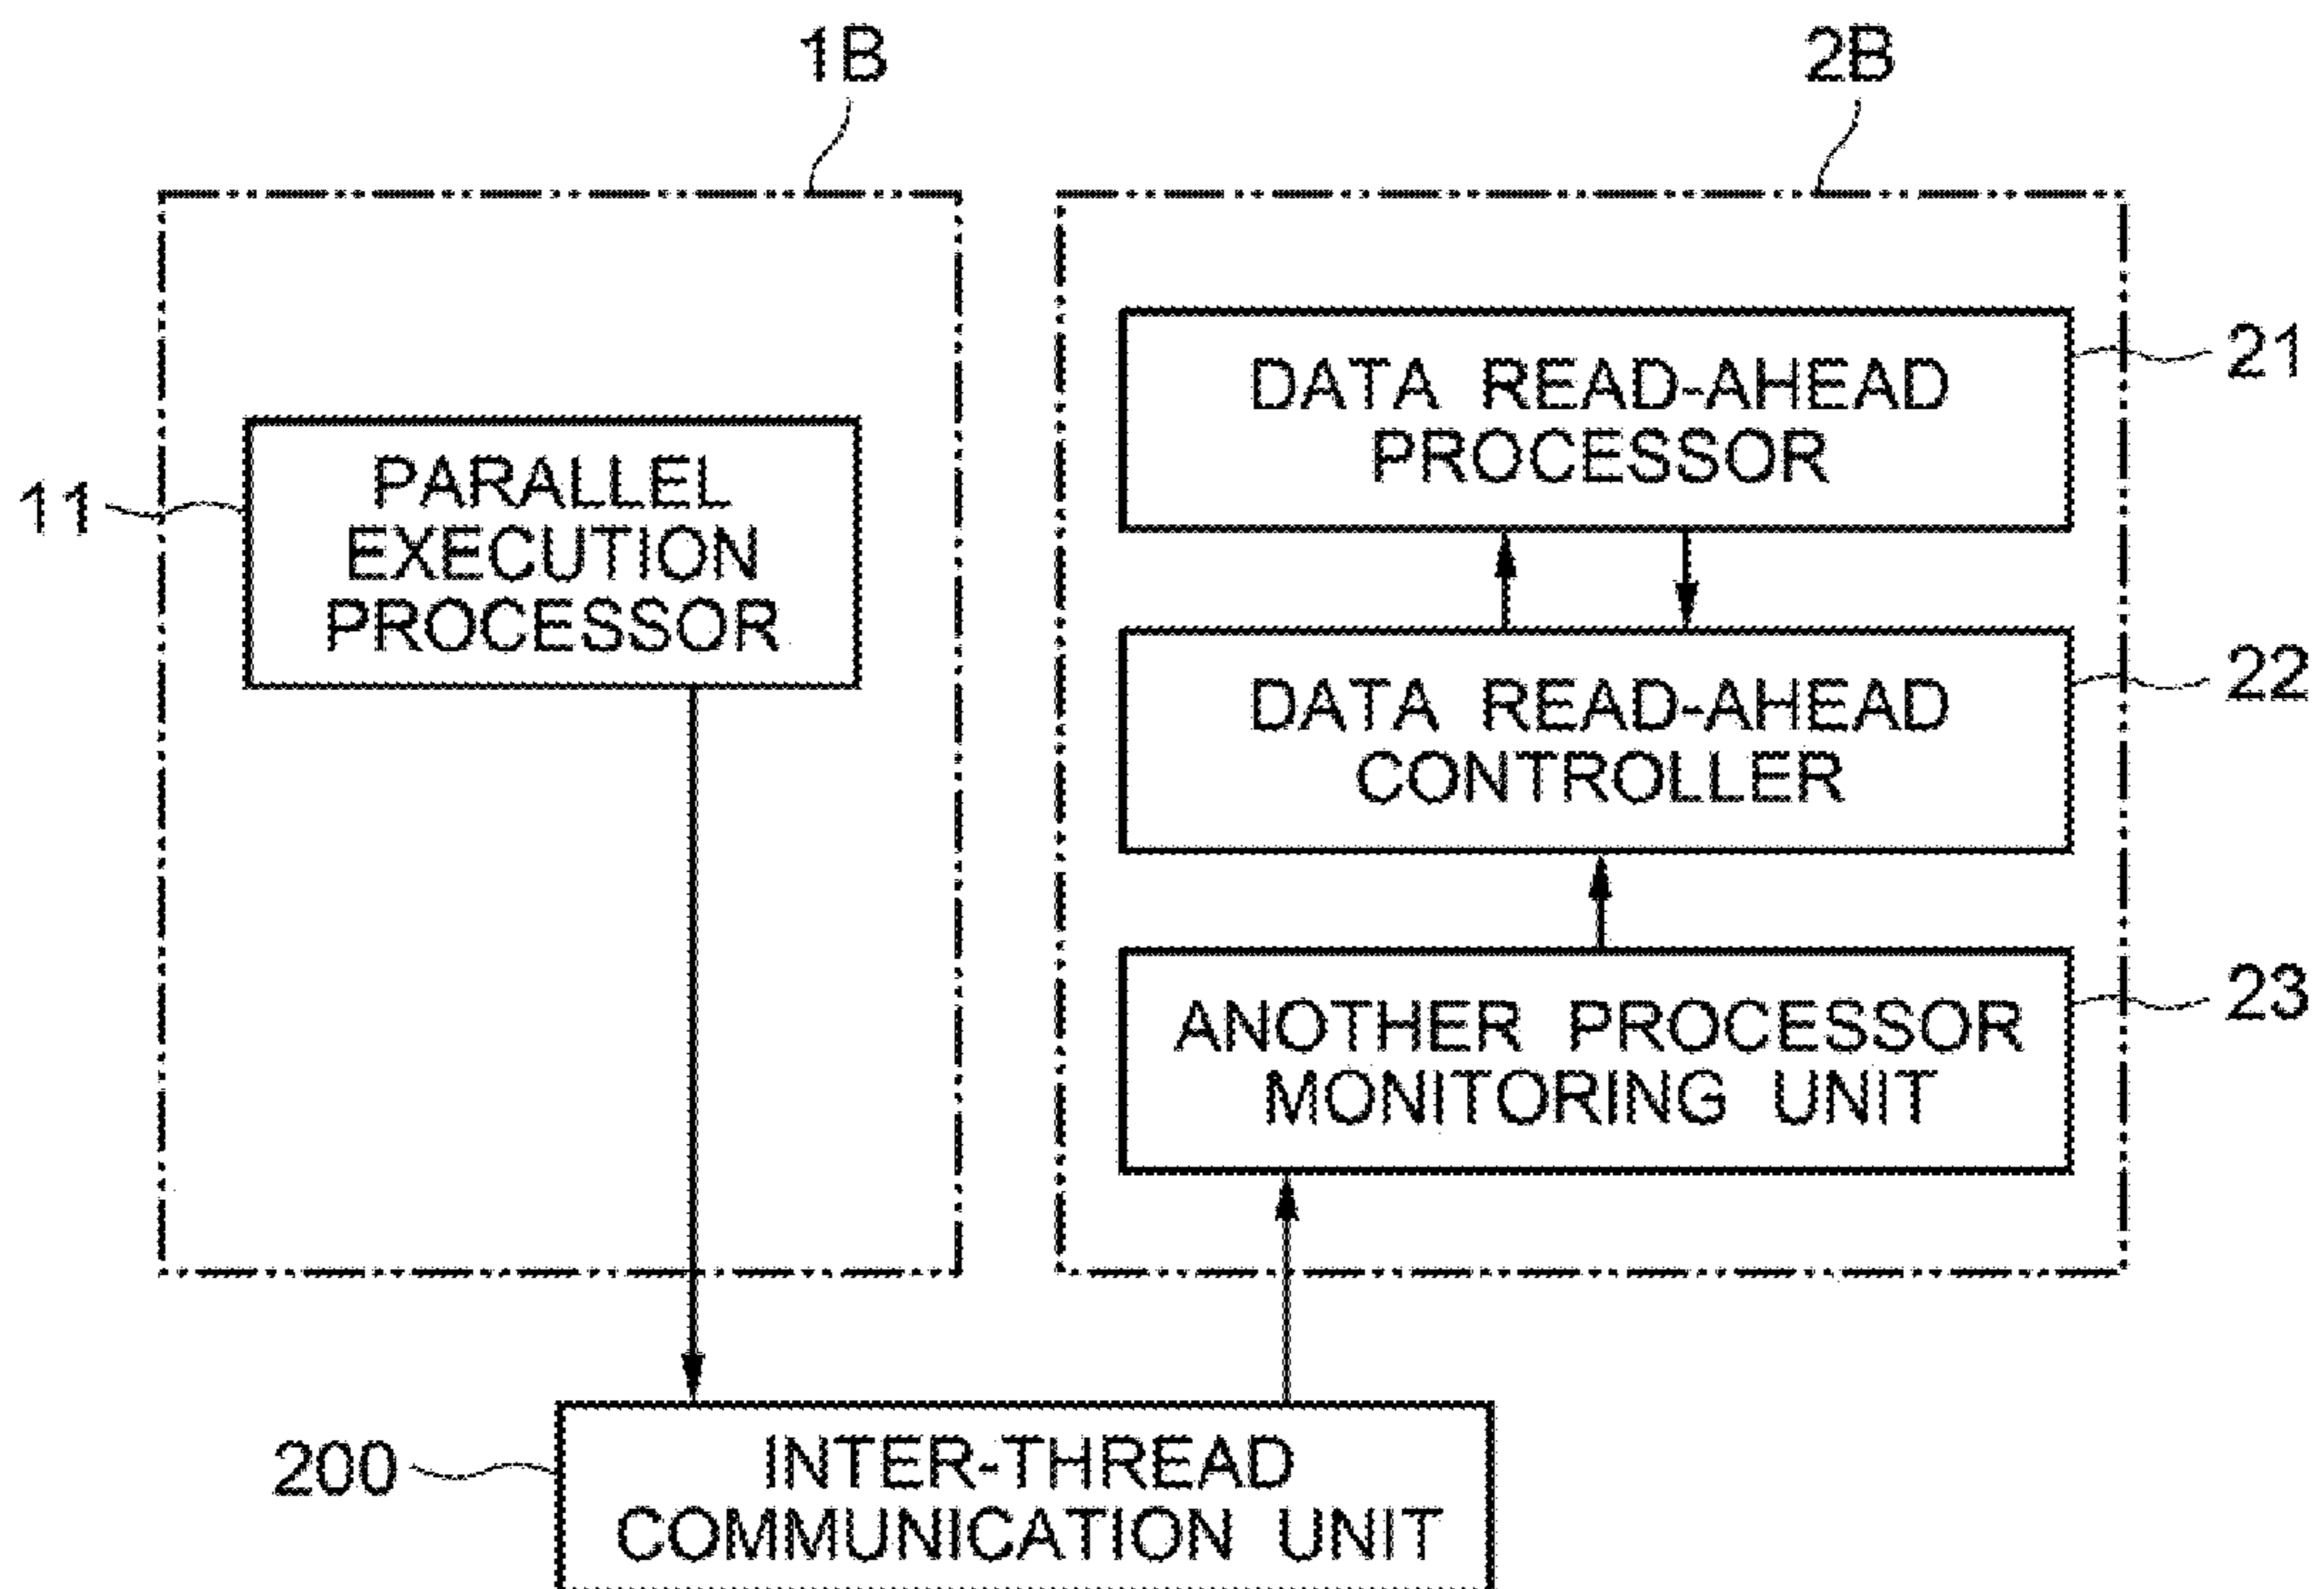 1B
2B
DATA READ-AHEAD
PROCESSOR
21
PARALLEL
EXECUTION
PROCESSOR
11
DATA READ-AHEAD
CONTROLLER
22
ANOTHER PROCESSOR
MONITORING UNIT
23
200
INTER-THREAD
COMMUNICATION UNIT